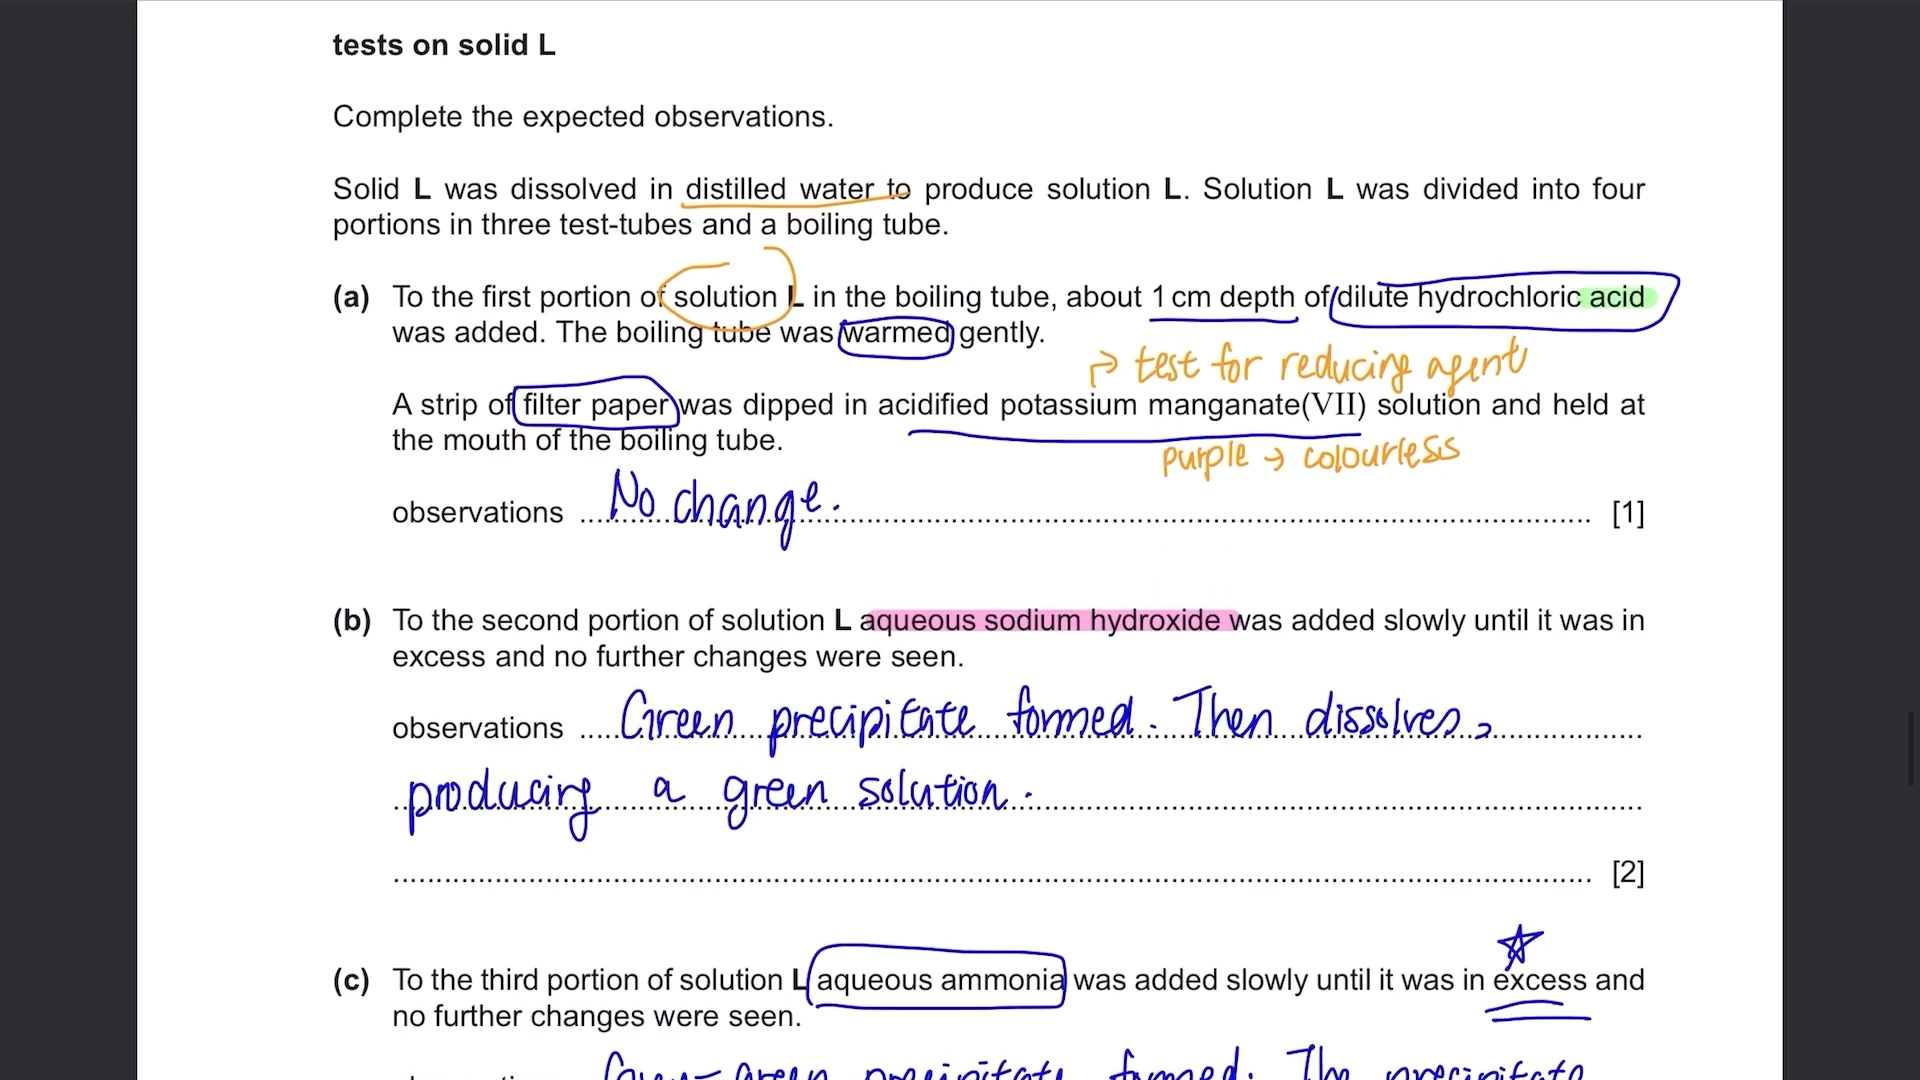 tests on solid L
Complete the expected observations.
Solid L was dissolved in distilled water to produce solution L. Solution L was divided into four
portions in three test-tubes and a boiling tube.
(a) To the first portion of solution L in the boiling tube, about 1 cm depth of dilute hydrochloric acid
was added. The boiling tube was warmed gently.
→ test for reducing agent
A strip of filter paper was dipped in acidified potassium manganate(VII) solution and held at
the mouth of the boiling tube.
purple → colourless
observations No change. [1]
(b) To the second portion of solution L aqueous sodium hydroxide was added slowly until it was in
excess and no further changes were seen.
observations Green precipitate formed. Then dissolves,
producing a green solution.
[2]
(c) To the third portion of solution L aqueous ammonia was added slowly until it was in excess and
no further changes were seen.
green precipitate formed. The precipitate